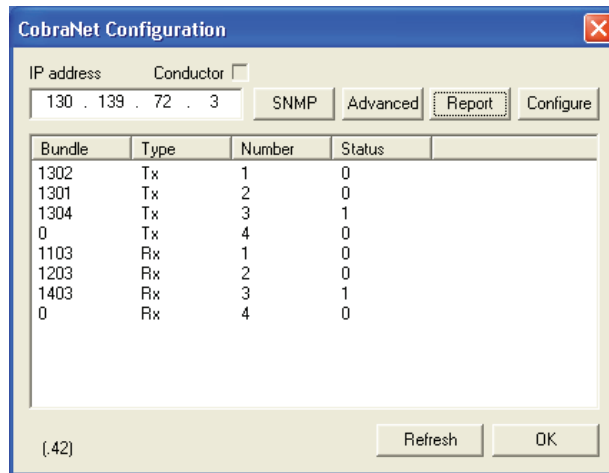 CobraNet Configuration
IP address Conductor
130 . 139 . 72 . 3 SNMP Advanced Report Configure
Bundle Type Number Status
1302 Tx 1 0
1301 Tx 2 0
1304 Tx 3 1
0 Tx 4 0
1103 Rx 1 0
1203 Rx 2 0
1403 Rx 3 1
0 Rx 4 0
(.42) Refresh OK